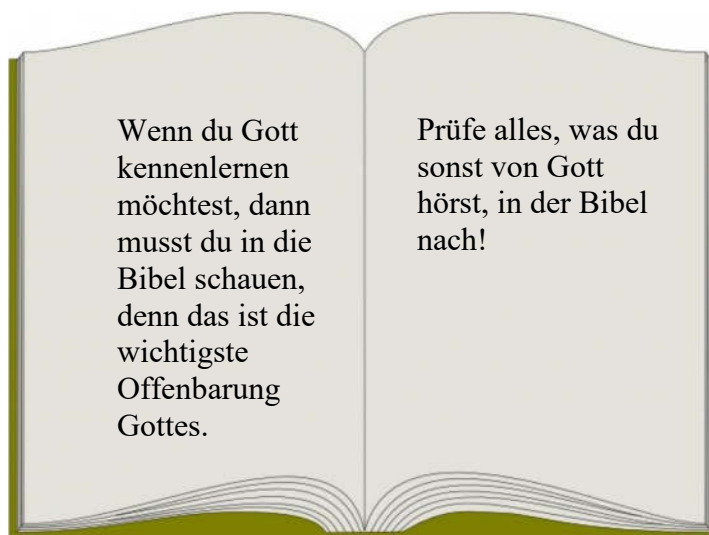 Wenn du Gott
kennenlernen
möchtest, dann
musst du in die
Bibel schauen,
denn das ist die
wichtigste
Offenbarung
Gottes.
Prüfe alles, was du
sonst von Gott
hörst, in der Bibel
nach!